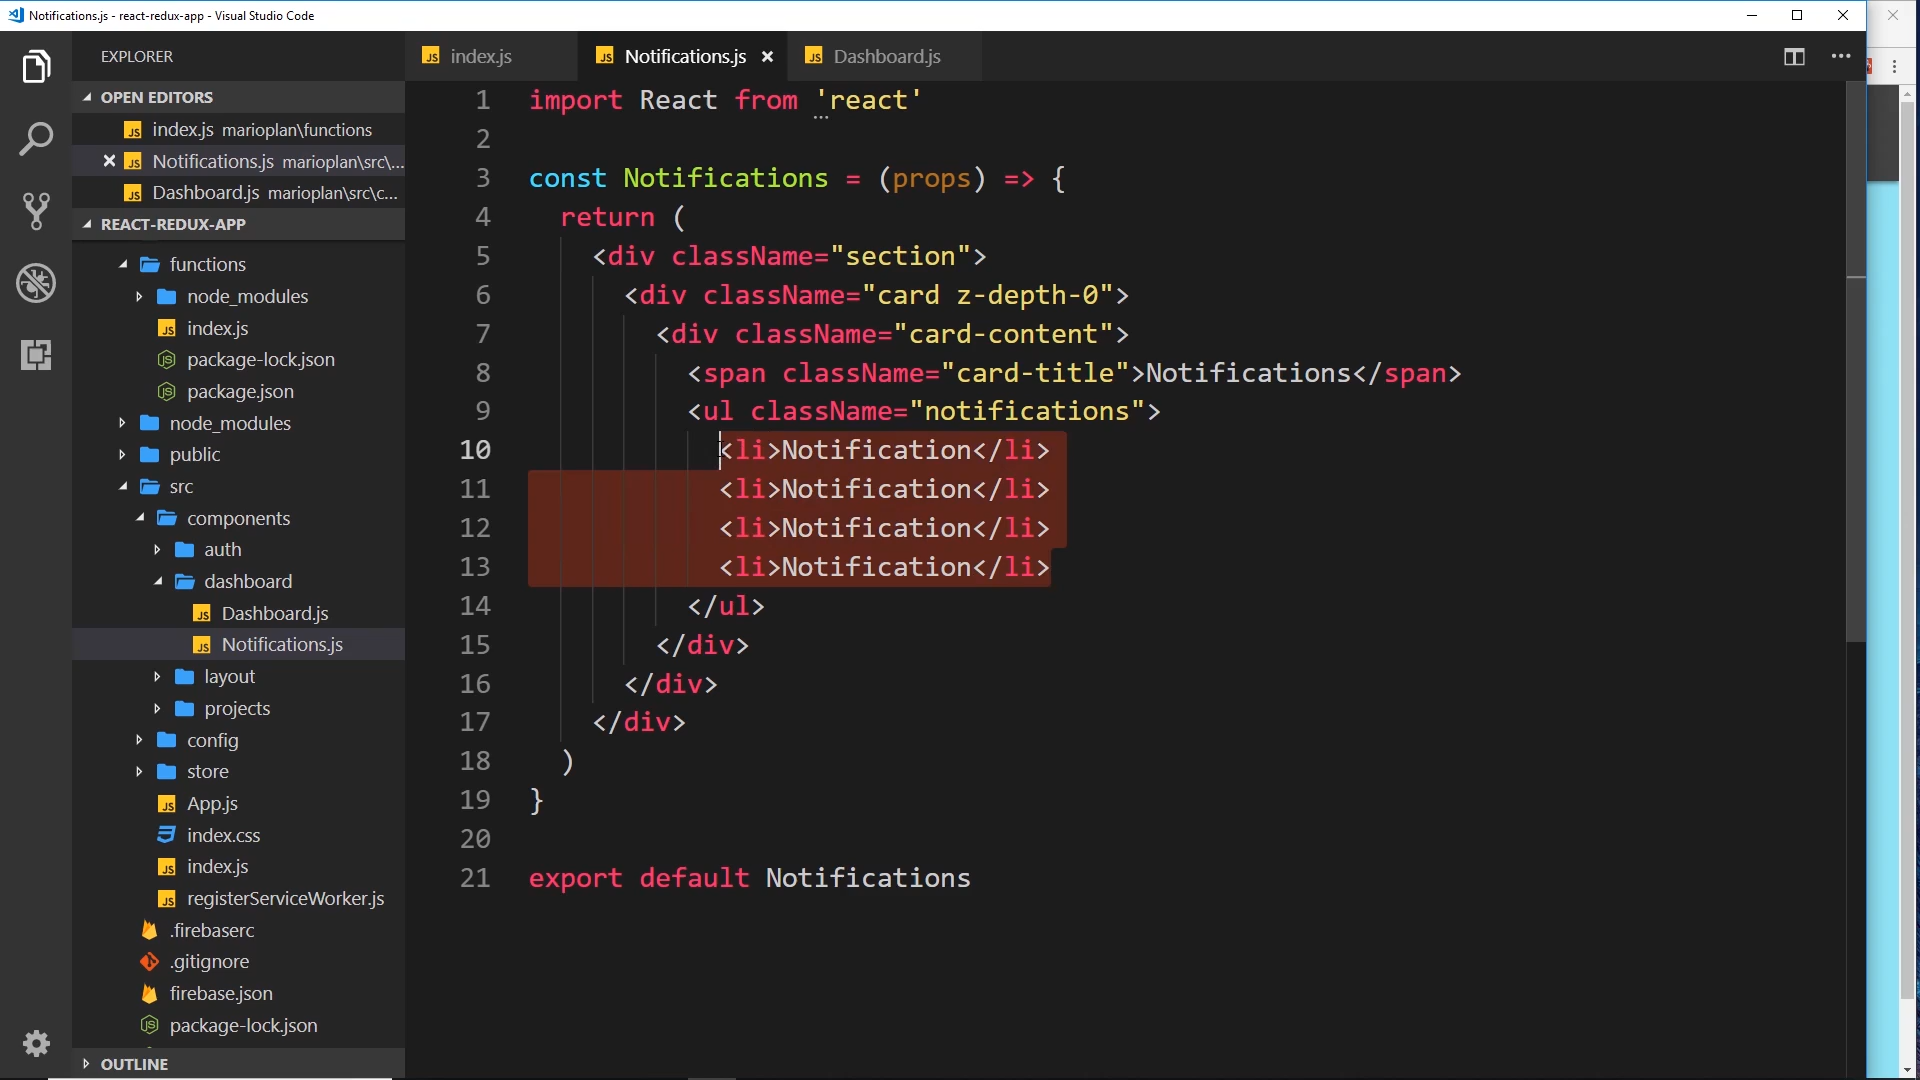 Notifications.js - react-redux-app - Visual Studio Code
EXPLORER
OPEN EDITORS
index.js marioplan\functions
Notifications.js marioplan\src\...
Dashboard.js marioplan\src\c...
REACT-REDUX-APP
functions
node_modules
index.js
package-lock.json
package.json
node_modules
public
src
components
auth
dashboard
Dashboard.js
Notifications.js
layout
projects
config
store
App.js
index.css
index.js
registerServiceWorker.js
.firebaserc
.gitignore
firebase.json
package-lock.json
OUTLINE
index.js
Notifications.js
Dashboard.js
1 import React from 'react'
2
3 const Notifications = (props) => {
4 return (
5 <div className="section">
6 <div className="card z-depth-0">
7 <div className="card-content">
8 <span className="card-title">Notifications</span>
9 <ul className="notifications">
10 <li>Notification</li>
11 <li>Notification</li>
12 <li>Notification</li>
13 <li>Notification</li>
14 </ul>
15 </div>
16 </div>
17 </div>
18 )
19 }
20
21 export default Notifications